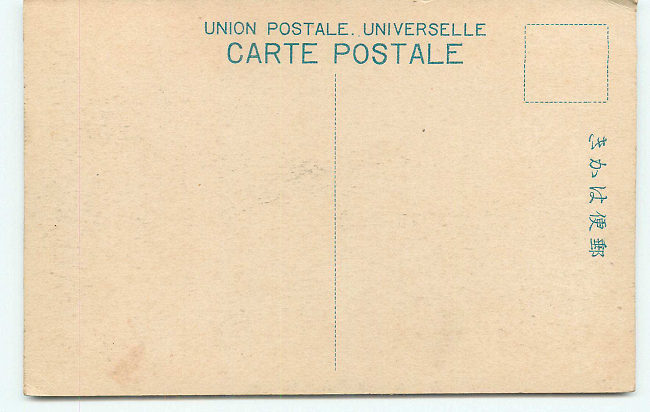 UNION POSTALE. UNIVERSELLE
CARTE POSTALE
郵便はかき